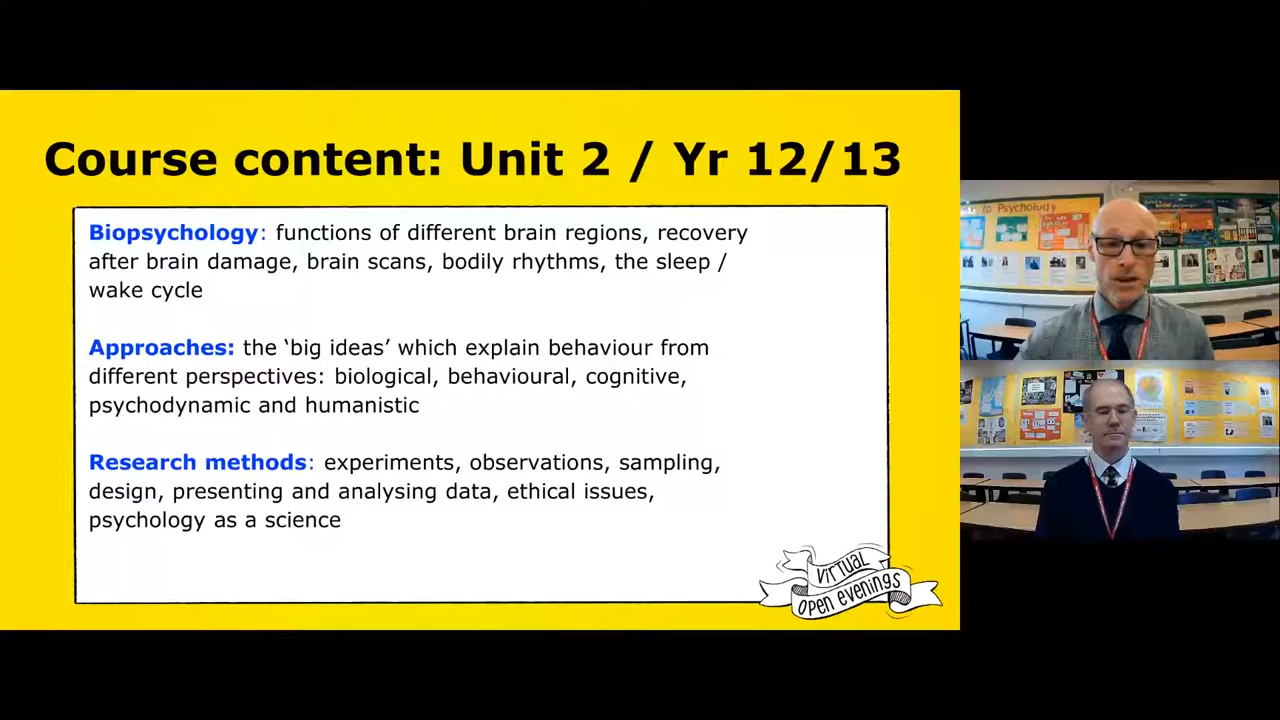 Course content: Unit 2 / Yr 12/13
Biopsychology: functions of different brain regions, recovery
after brain damage, brain scans, bodily rhythms, the sleep /
wake cycle
Approaches: the ‘big ideas’ which explain behaviour from
different perspectives: biological, behavioural, cognitive,
psychodynamic and humanistic
Research methods: experiments, observations, sampling,
design, presenting and analysing data, ethical issues,
psychology as a science
VIRTUAL
OPEN EVENINGS
to Psychology